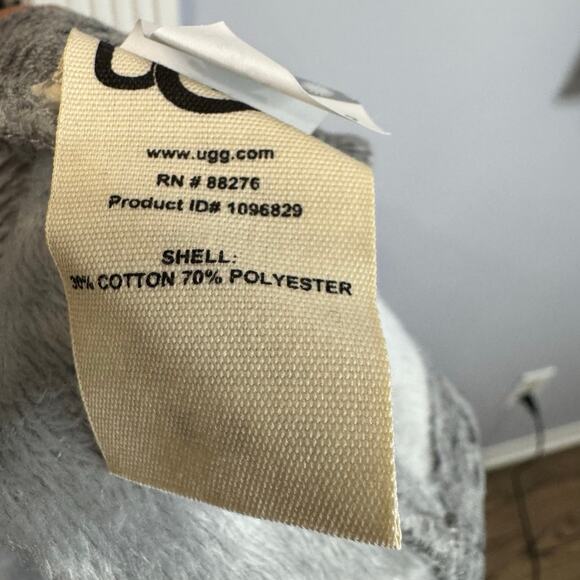 www.ugg.com
RN # 88276
Product ID# 1096829
SHELL:
30% COTTON 70% POLYESTER